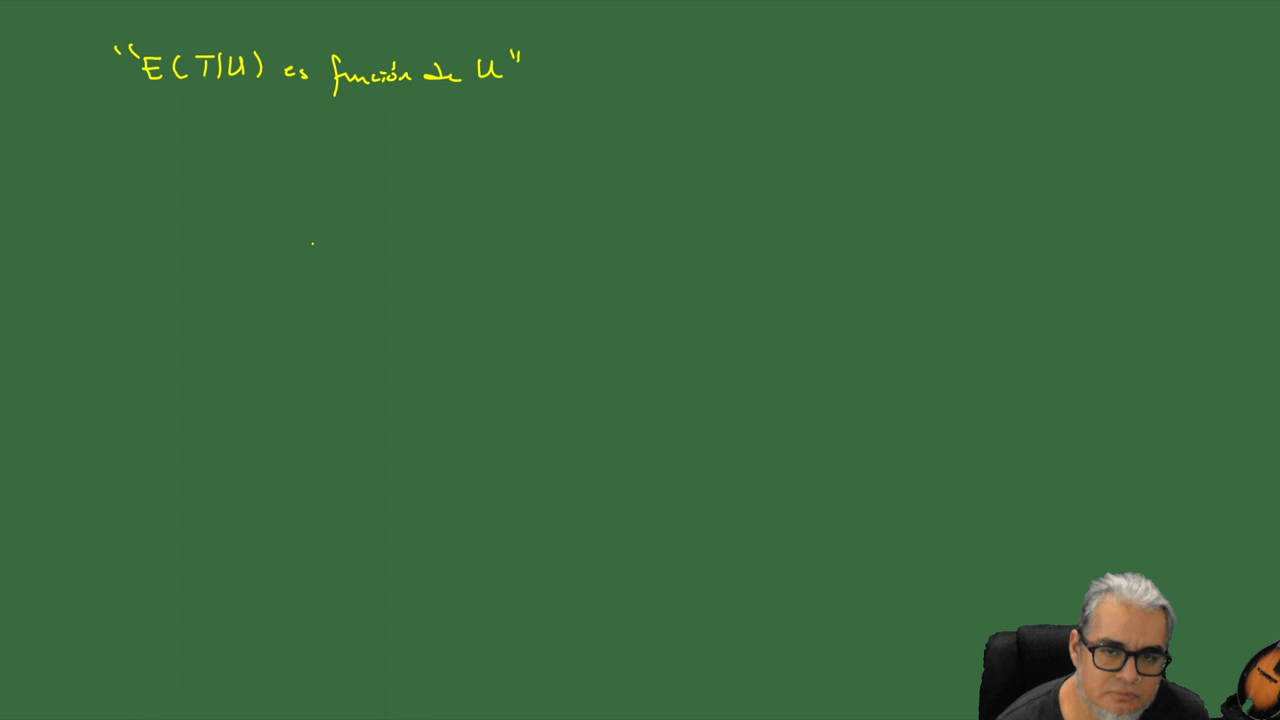 “E(T|U) es función de U”